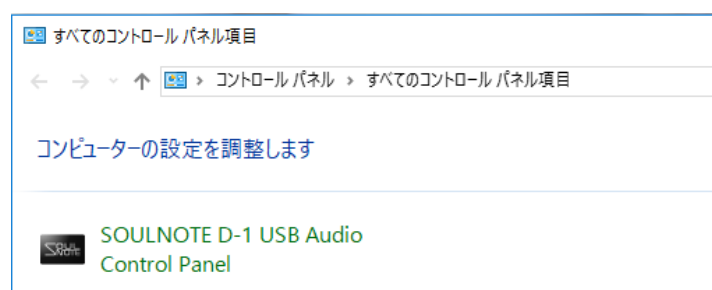 すべてのコントロール パネル項目
コントロール パネル › すべてのコントロール パネル項目
コンピューターの設定を調整します
SOULNOTE D-1 USB Audio
Control Panel